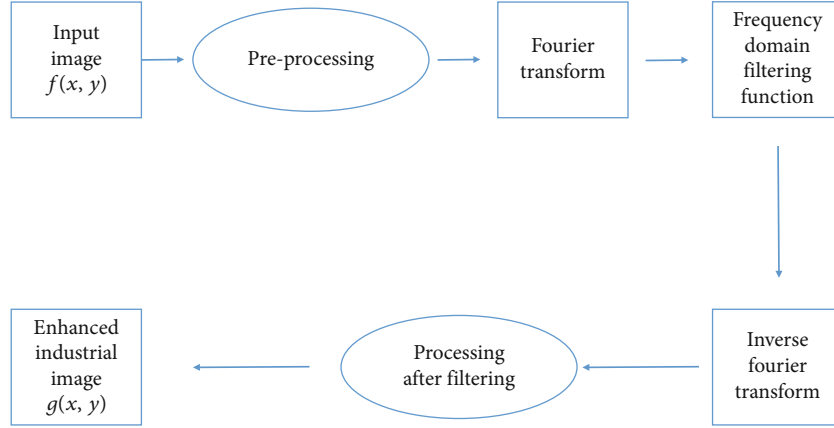 Input
image
f(x, y)
Pre-processing
Fourier
transform
Frequency
domain
filtering
function
Inverse
fourier
transform
Processing
after filtering
Enhanced
industrial
image
g(x, y)